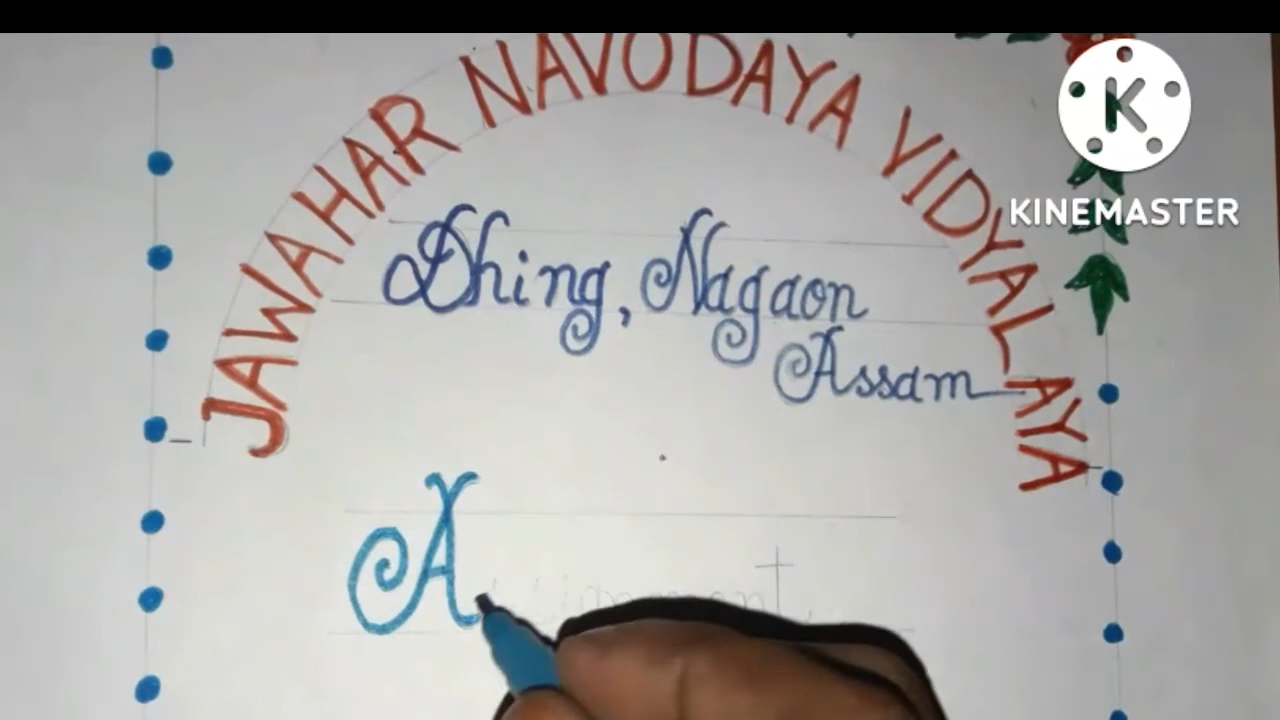 JAWAHAR NAVODAYA VIDYALAYA
K
KINEMASTER
Dhing, Nagaon
Assam
A